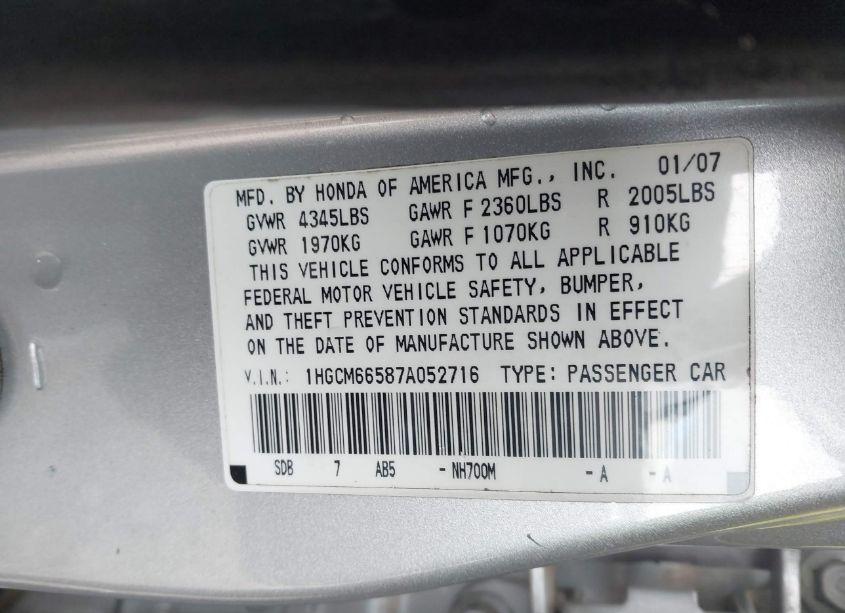 MFD. BY HONDA OF AMERICA MFG., INC. 01/07
GVWR 4345LBS GAWR F 2360LBS R 2005LBS
GVWR 1970KG GAWR F 1070KG R 910KG
THIS VEHICLE CONFORMS TO ALL APPLICABLE
FEDERAL MOTOR VEHICLE SAFETY, BUMPER,
AND THEFT PREVENTION STANDARDS IN EFFECT
ON THE DATE OF MANUFACTURE SHOWN ABOVE.
V.I.N.: 1HGCM66587A052716 TYPE: PASSENGER CAR
SDB 7 AB5 - NH700M - A - A